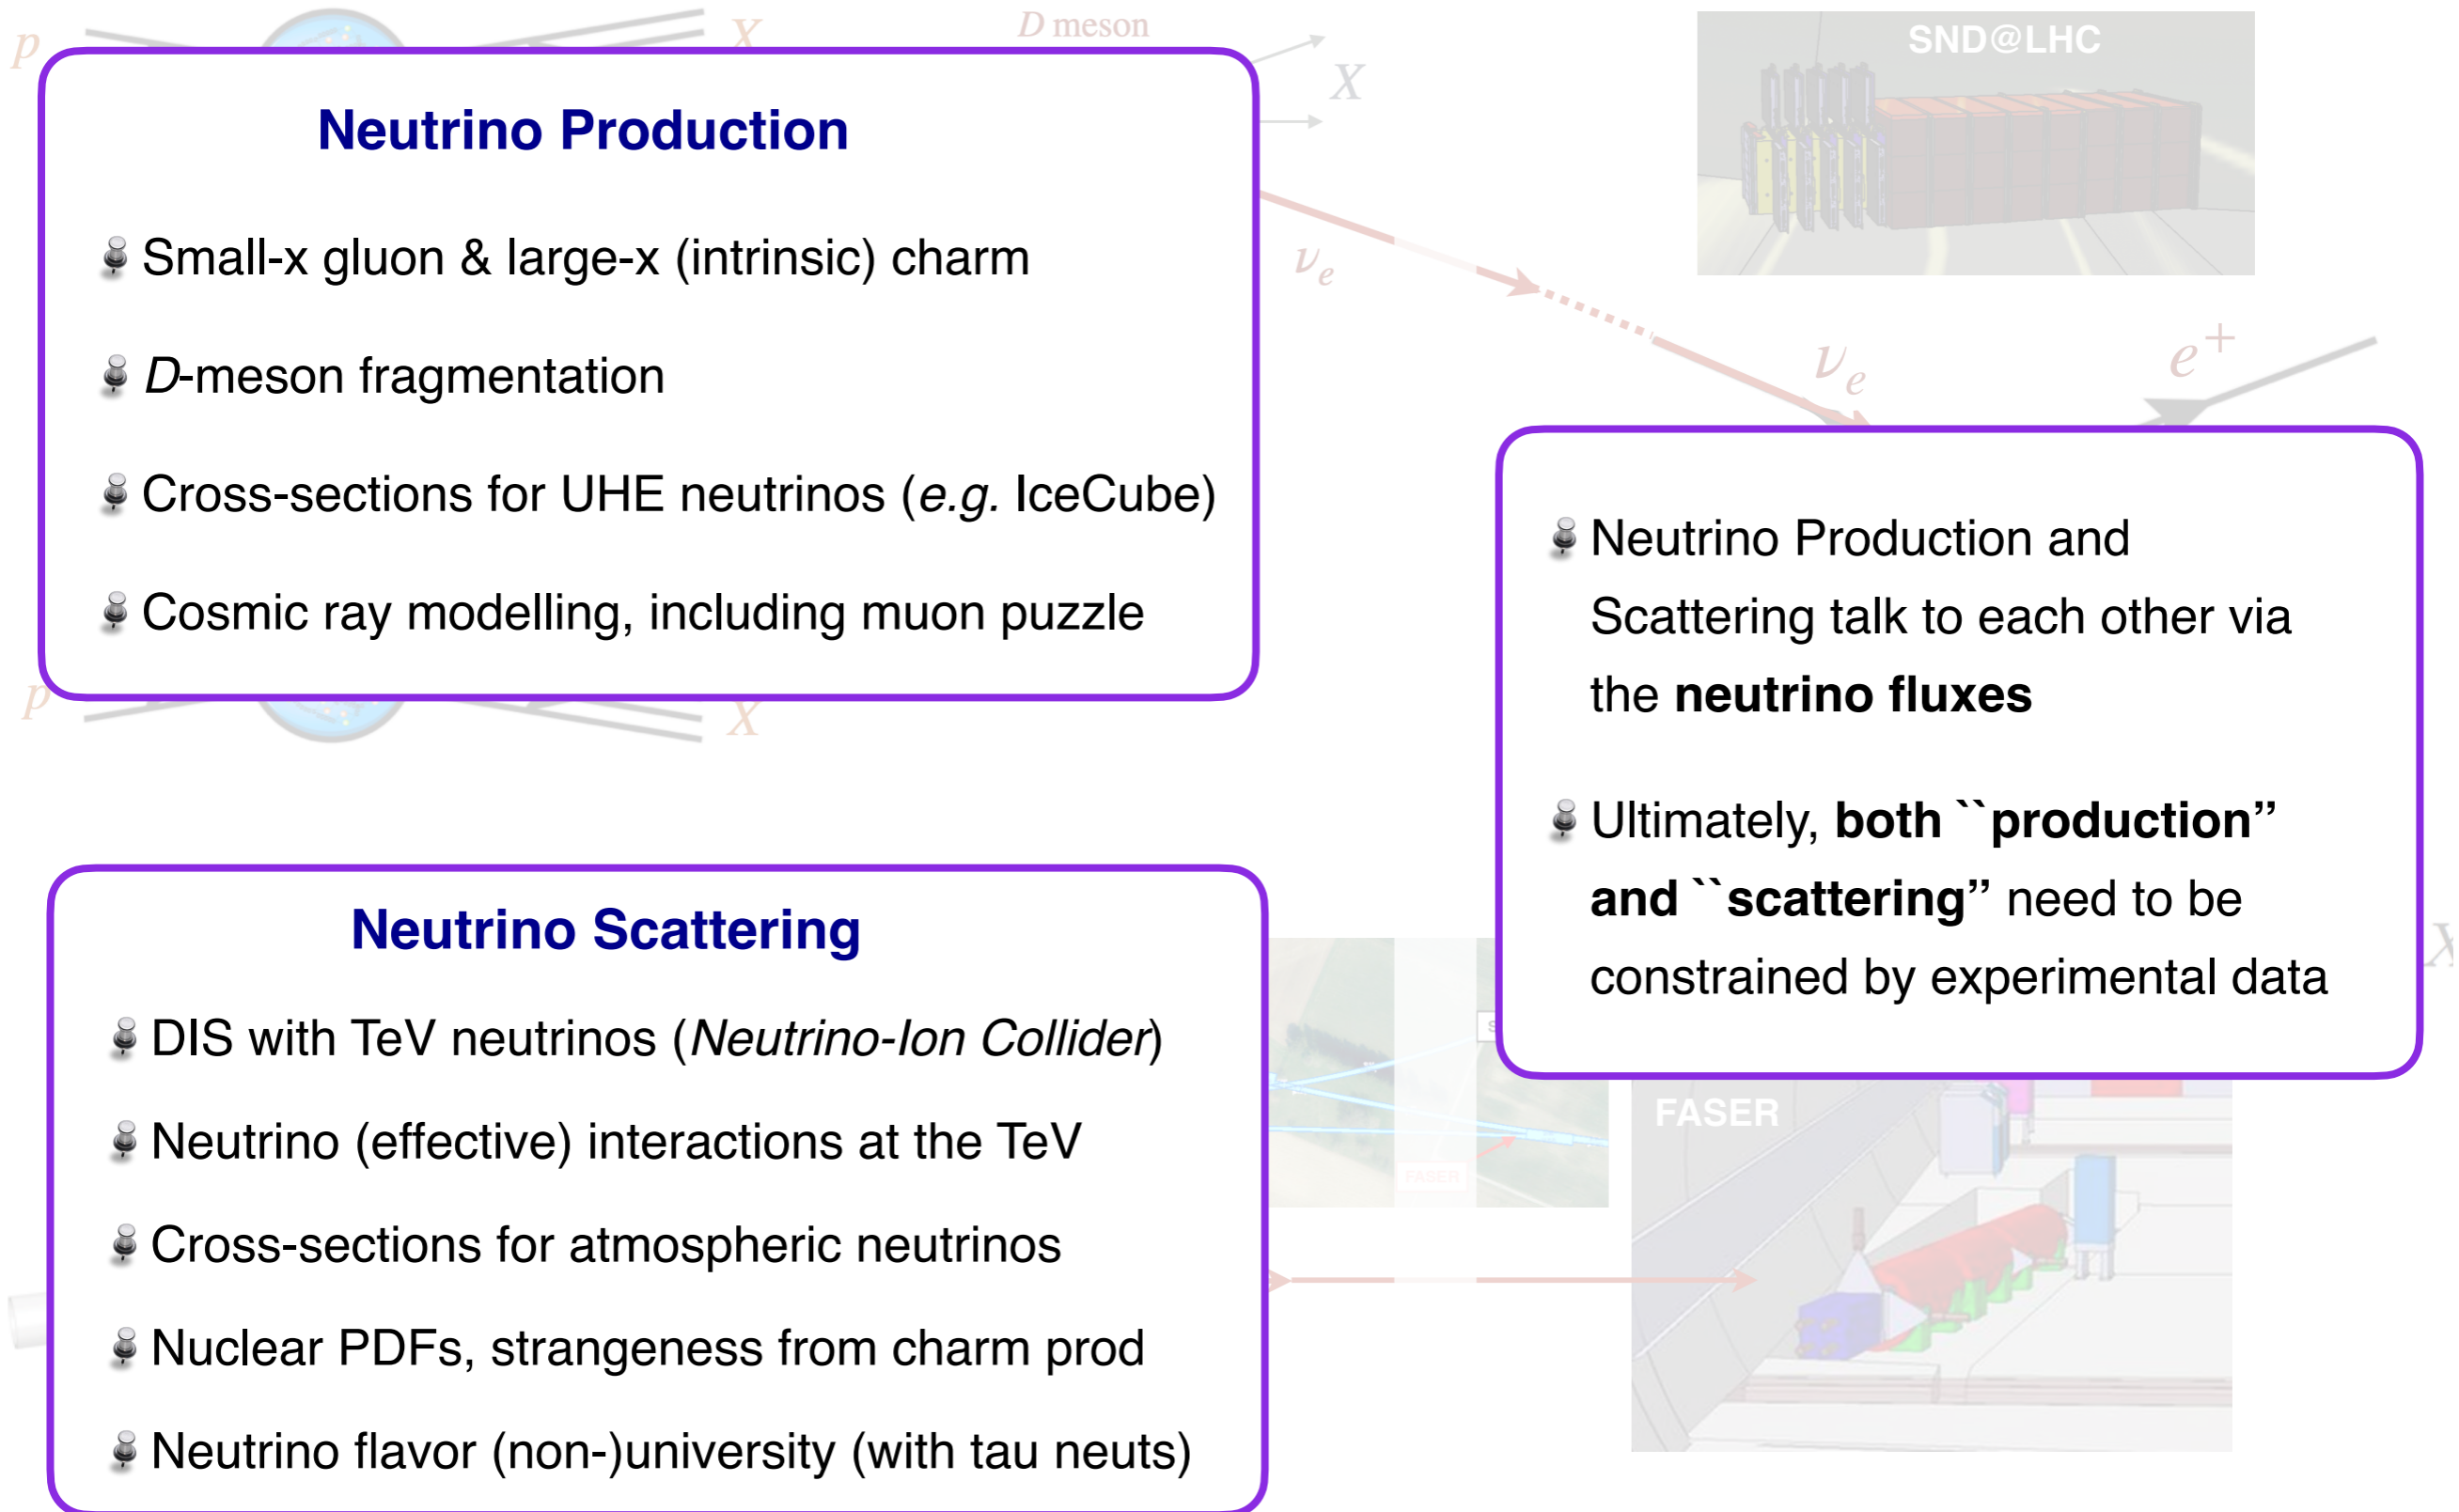 p
X
D meson
X
SND@LHC
Neutrino Production
Small-x gluon & large-x (intrinsic) charm
D-meson fragmentation
Cross-sections for UHE neutrinos (e.g. IceCube)
Cosmic ray modelling, including muon puzzle
νe
νe
e+
p
X
Neutrino Production and
Scattering talk to each other via
the neutrino fluxes
Ultimately, both ``production”
and ``scattering” need to be
constrained by experimental data
X
Neutrino Scattering
DIS with TeV neutrinos (Neutrino-Ion Collider)
Neutrino (effective) interactions at the TeV
Cross-sections for atmospheric neutrinos
Nuclear PDFs, strangeness from charm prod
Neutrino flavor (non-)university (with tau neuts)
FASER
FASER